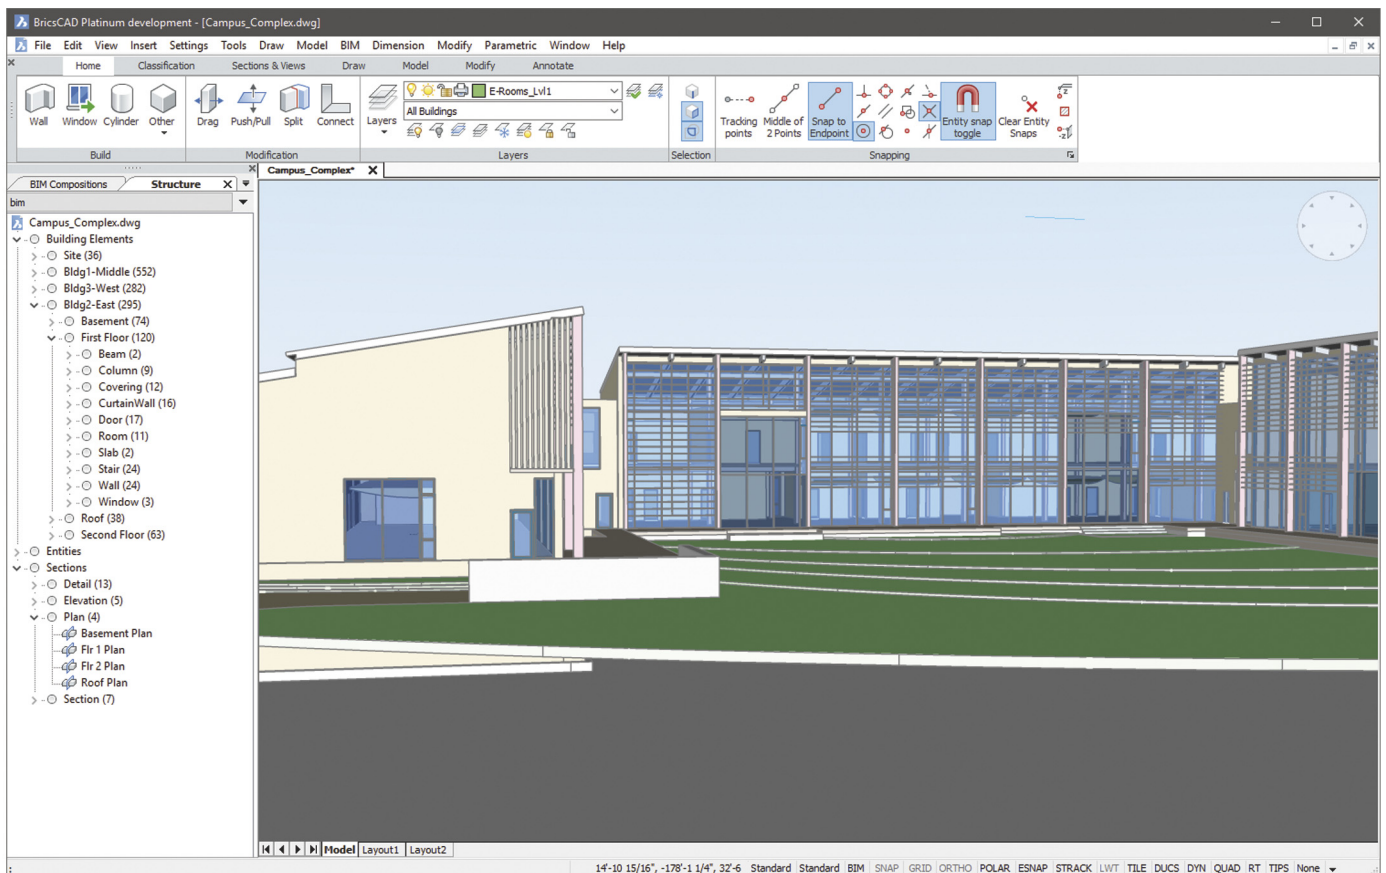 BricsCAD Platinum development - [Campus_Complex.dwg]
File Edit View Insert Settings Tools Draw Model BIM Dimension Modify Parametric Window Help
Home Classification Sections & Views Draw Model Modify Annotate
E-Rooms_Lvl1
All Buildings
Wall Window Cylinder Other Drag Push/Pull Split Connect Layers Tracking points Middle of 2 Points Snap to Endpoint Entity snap toggle Clear Entity Snaps
Build Modification Layers Selection Snapping
Campus_Complex*
BIM Compositions Structure
bim
Campus_Complex.dwg
Building Elements
Site (36)
Bldg1-Middle (552)
Bldg3-West (282)
Bldg2-East (295)
Basement (74)
First Floor (120)
Beam (2)
Column (9)
Covering (12)
CurtainWall (16)
Door (17)
Room (11)
Slab (2)
Stair (24)
Wall (24)
Window (3)
Roof (38)
Second Floor (63)
Entities
Sections
Detail (13)
Elevation (5)
Plan (4)
Basement Plan
Flr 1 Plan
Flr 2 Plan
Roof Plan
Section (7)
Model Layout1 Layout2
:
14'-10 15/16", -178'-1 1/4", 32'-6 Standard Standard BIM SNAP GRID ORTHO POLAR ESNAP STRACK LWT TILE DUCS DYN QUAD RT TIPS None